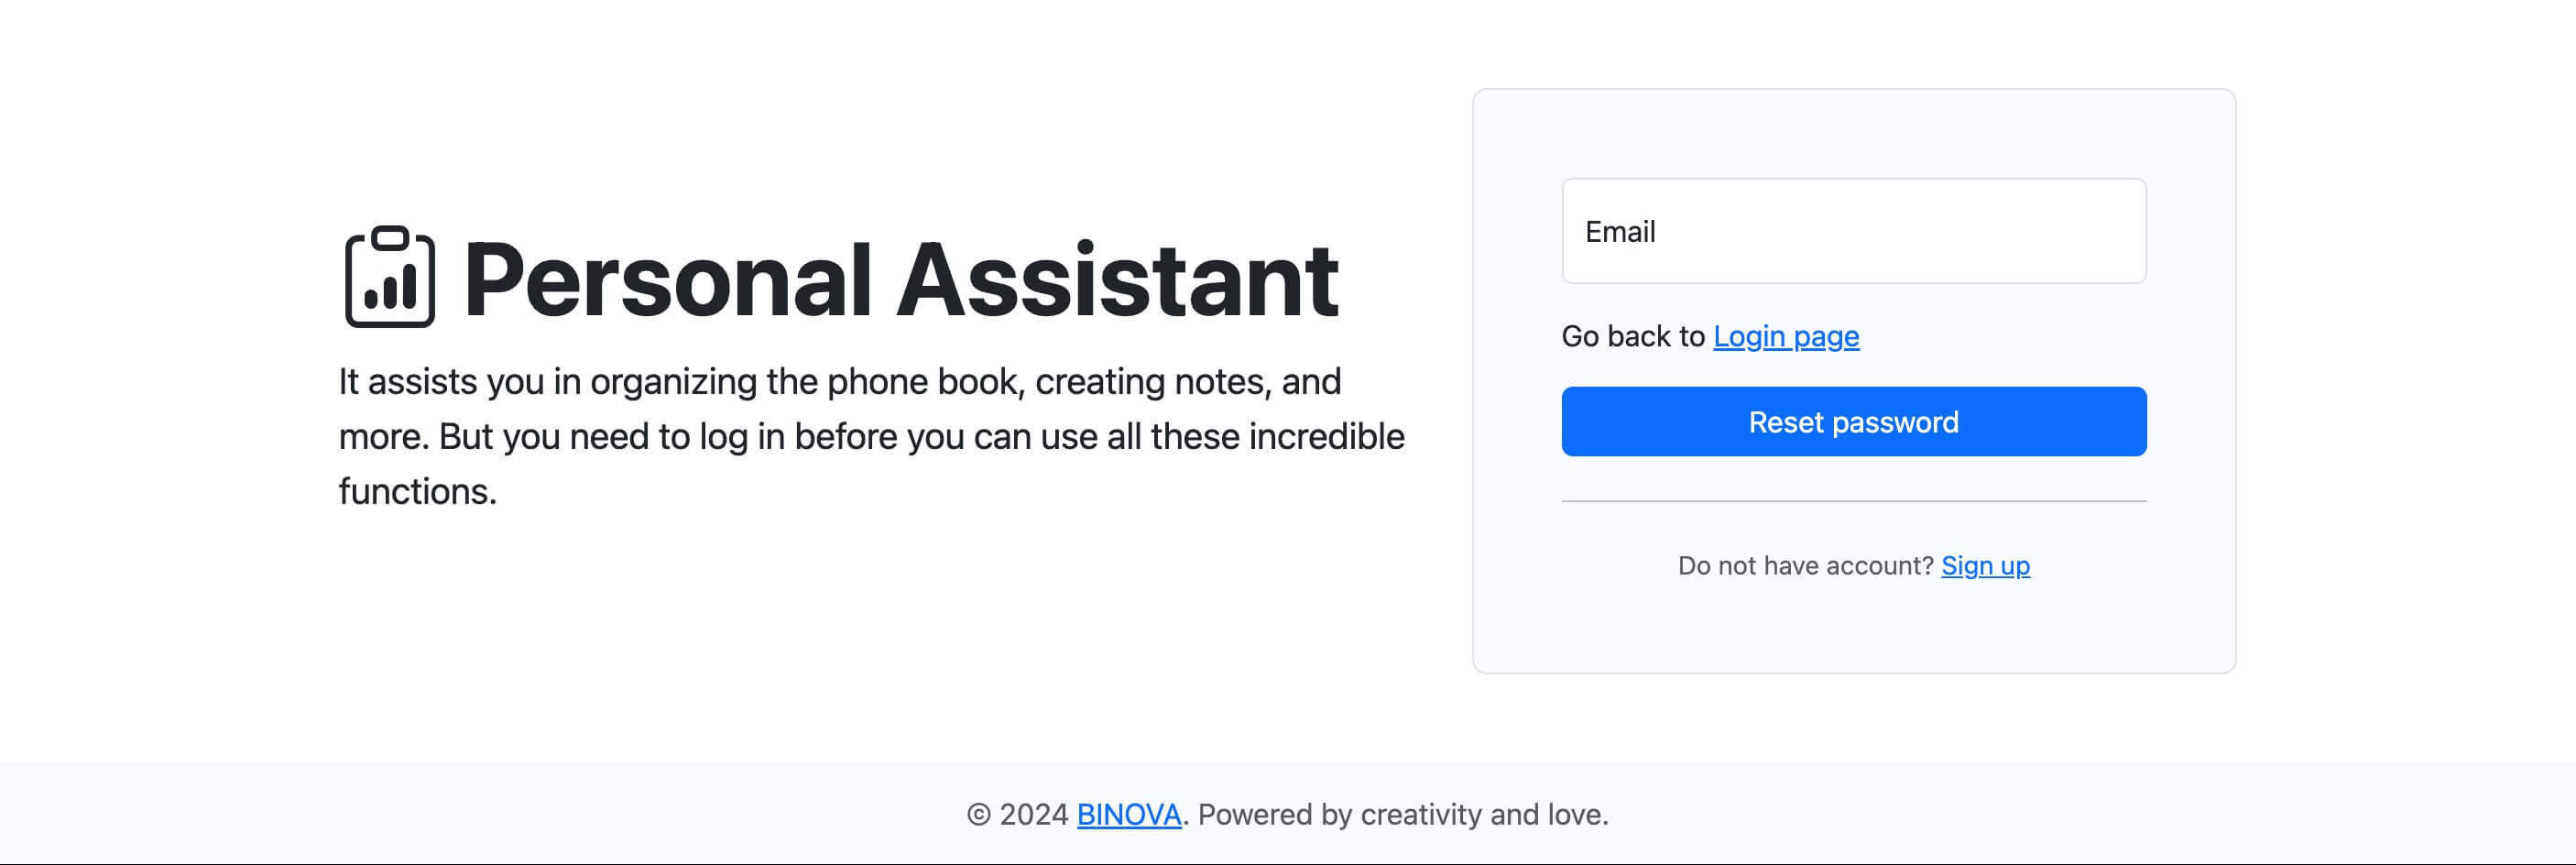 Personal Assistant
It assists you in organizing the phone book, creating notes, and
more. But you need to log in before you can use all these incredible
functions.
Email
Go back to Login page
Reset password
Do not have account? Sign up
© 2024 BINOVA. Powered by creativity and love.